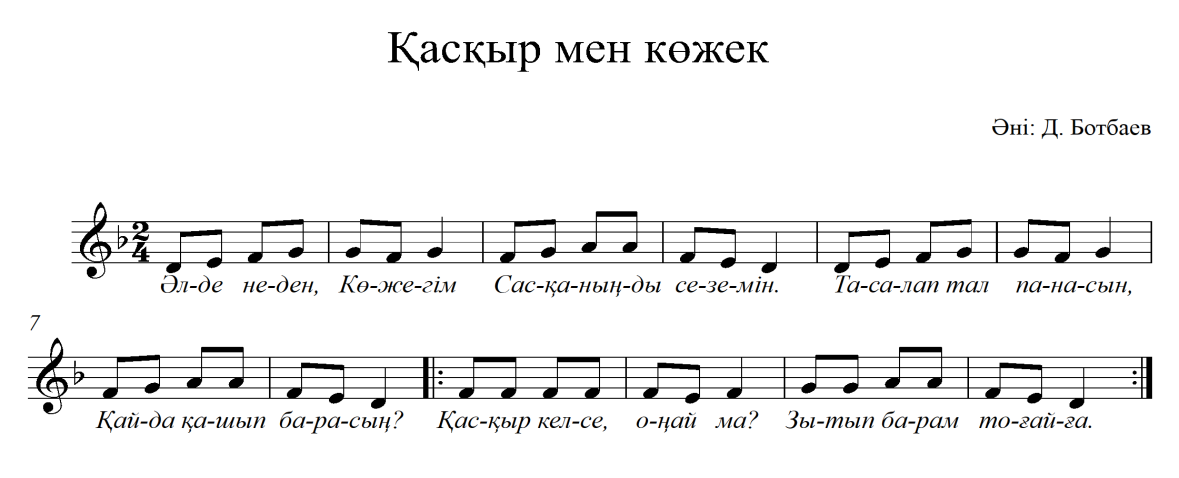 Қасқыр мен көжек
Әні: Д. Ботбаев
2
4
Әл-де не-ден, Кө-же-гім Сас-қа-ның-ды се-зе-мін. Та-са-лап тал па-на-сын,
7
Қай-да қа-шып ба-ра-сың? Қас-қыр кел-се, о-ңай ма? Зы-тып ба-рам то-ғай-ға.